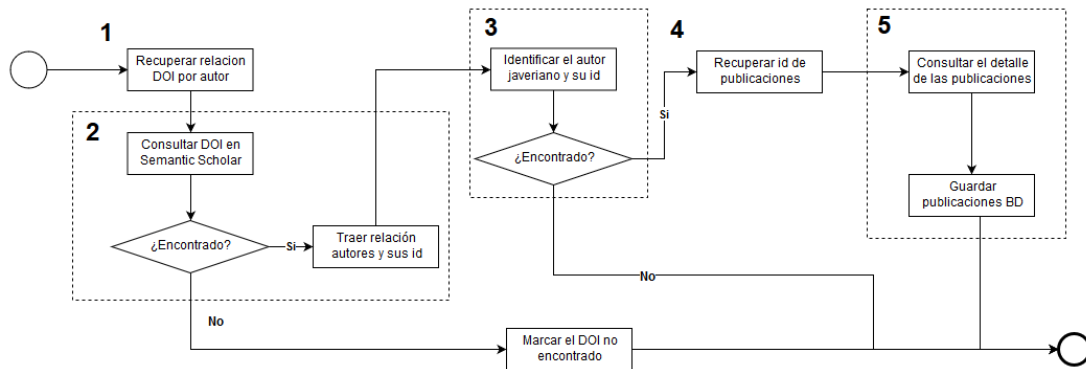 1
Recuperar relacion
DOI por autor
2
Consultar DOI en
Semantic Scholar
¿Encontrado?
Si
Traer relación
autores y sus id
No
3
Identificar el autor
javeriano y su id
¿Encontrado?
Si
No
4
Recuperar id de
publicaciones
5
Consultar el detalle
de las publicaciones
Guardar
publicaciones BD
Marcar el DOI no
encontrado